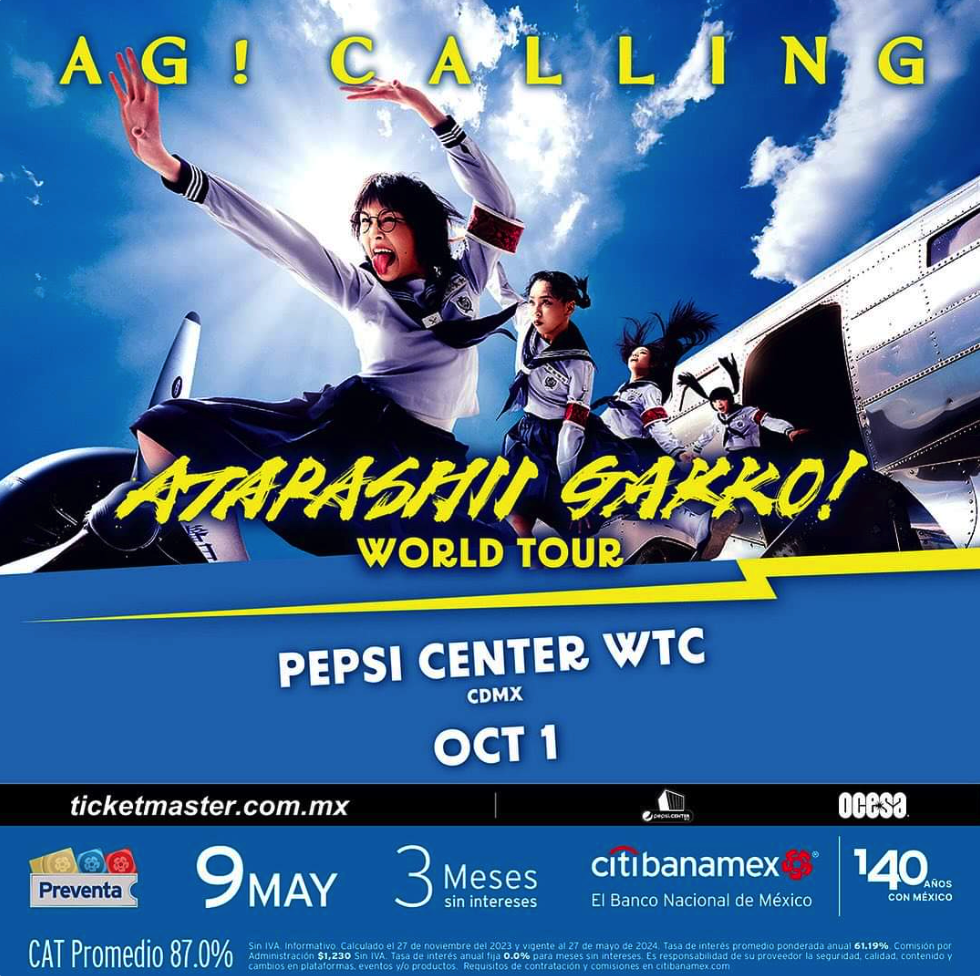 AG! CALLING
ATARASHII GAKKO!
WORLD TOUR
PEPSI CENTER WTC
CDMX
OCT 1
ticketmaster.com.mx
pepsi CENTER
ocesa
Preventa
9 MAY
3 Meses
sin intereses
citibanamex
El Banco Nacional de México
140 AÑOS
CON MÉXICO
CAT Promedio 87.0%
Sin IVA. Informativo. Calculado el 27 de noviembre del 2023 y vigente al 27 de mayo de 2024. Tasa de interés promedio ponderada anual 61.19%. Comisión por
Administración $1,230 Sin IVA. Tasa de interés anual fija 0.0% para meses sin intereses. Es responsabilidad de su proveedor la seguridad, calidad, contenido y
cambios en plataformas, eventos y/o productos. Requisitos de contratación y comisiones en citibanamex.com